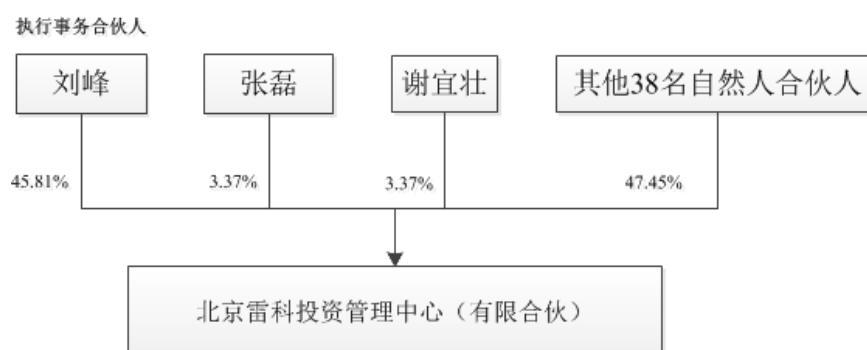 执行事务合伙人
刘峰
张磊
谢宜壮
其他38名自然人合伙人
45.81%
3.37%
3.37%
47.45%
北京雷科投资管理中心（有限合伙）